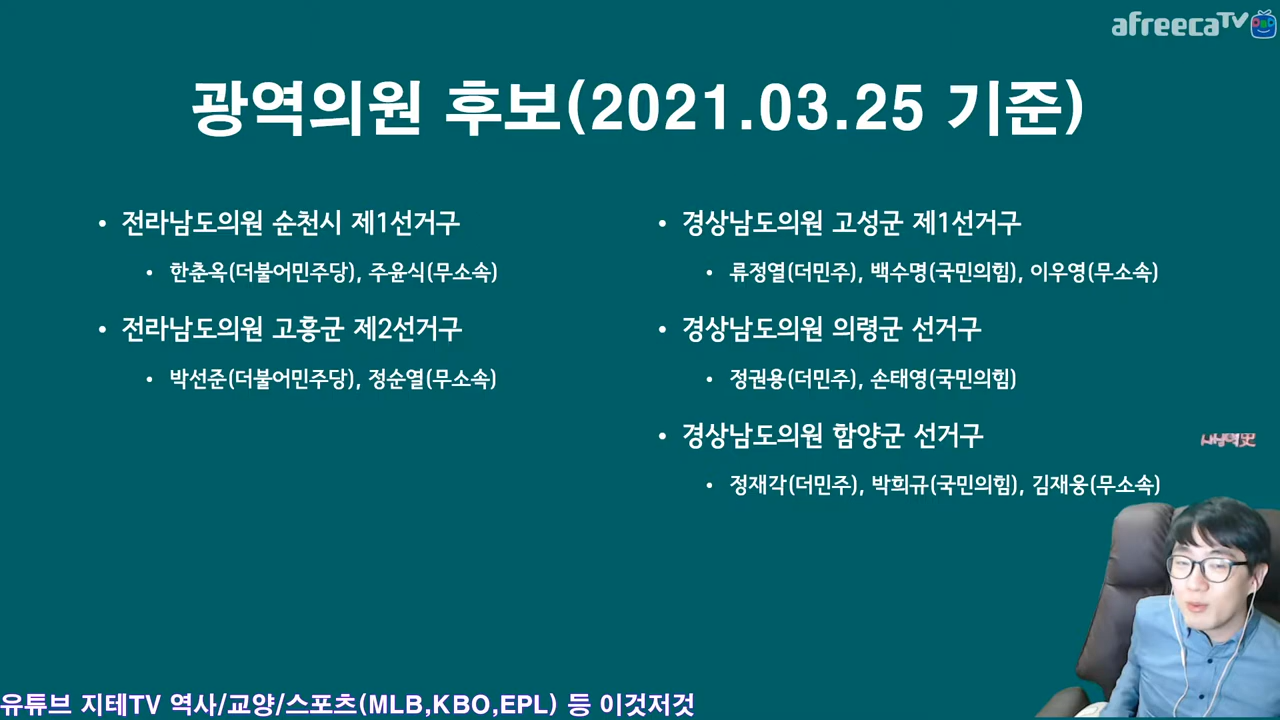 afreecaTV
광역의원 후보(2021.03.25 기준)
• 전라남도의원 순천시 제1선거구
• 한춘옥(더불어민주당), 주윤식(무소속)
• 전라남도의원 고흥군 제2선거구
• 박선준(더불어민주당), 정순열(무소속)
• 경상남도의원 고성군 제1선거구
• 류정열(더민주), 백수명(국민의힘), 이우영(무소속)
• 경상남도의원 의령군 선거구
• 정권용(더민주), 손태영(국민의힘)
• 경상남도의원 함양군 선거구
• 정재각(더민주), 박희규(국민의힘), 김재웅(무소속)
유튜브 지테TV 역사/교양/스포츠(MLB,KBO,EPL) 등 이것저것